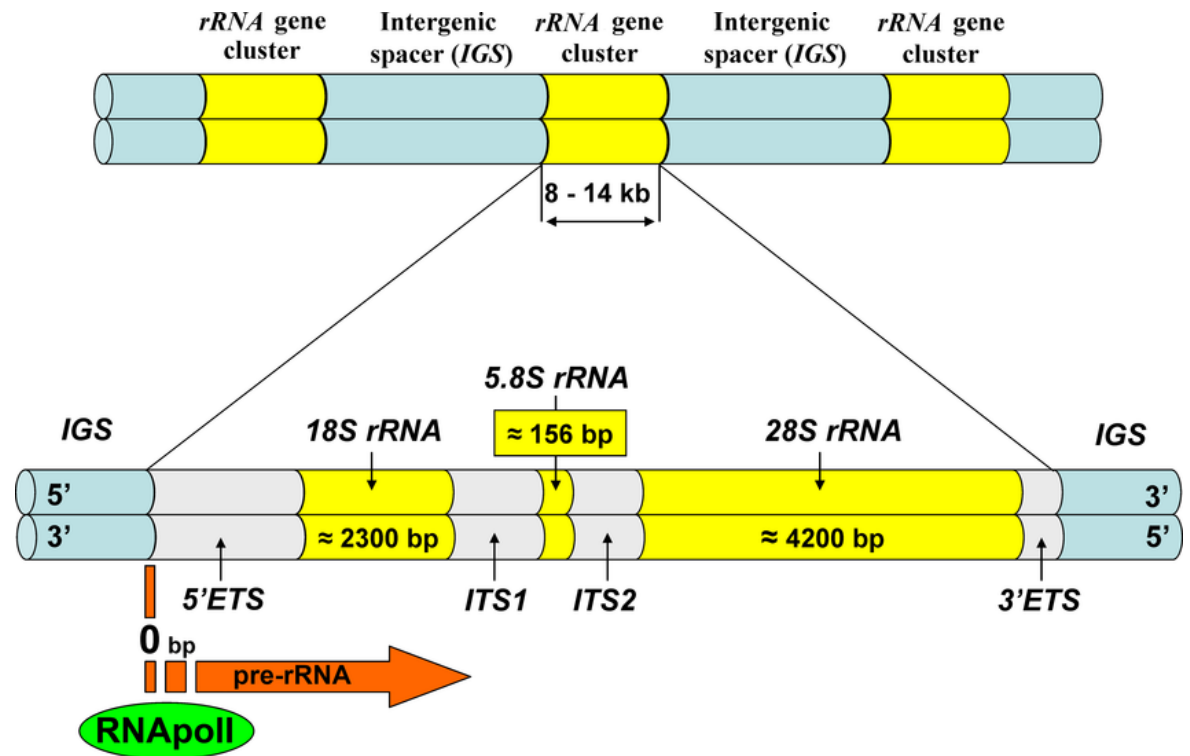 rRNA gene
cluster
Intergenic
spacer (IGS)
rRNA gene
cluster
Intergenic
spacer (IGS)
rRNA gene
cluster
8 - 14 kb
5.8S rRNA
≈ 156 bp
IGS
18S rRNA
28S rRNA
IGS
5’
3’
3’
≈ 2300 bp
≈ 4200 bp
5’
5’ETS
ITS1
ITS2
3’ETS
0 bp
pre-rRNA
RNApolI